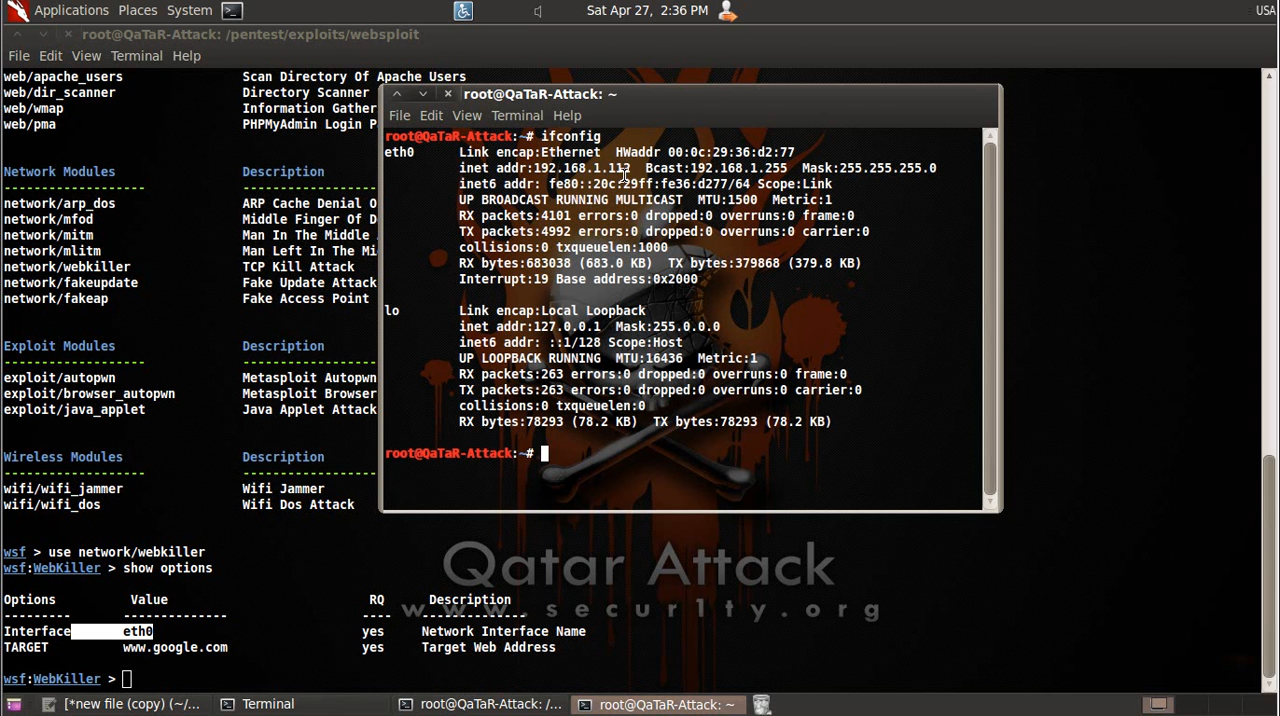 Applications Places System Sat Apr 27, 2:36 PM USA
root@QaTaR-Attack: /pentest/exploits/websploit
File Edit View Terminal Help
web/apache_users Scan Directory Of Apache Users
web/dir_scanner Directory Scanner
web/wmap Information Gather
web/pma PHPMyAdmin Login P
Network Modules Description
------------------- --------------
network/arp_dos ARP Cache Denial O
network/mfod Middle Finger Of D
network/mitm Man In The Middle
network/mlitm Man Left In The Mi
network/webkiller TCP Kill Attack
network/fakeupdate Fake Update Attack
network/fakeap Fake Access Point
Exploit Modules Description
------------------- --------------
exploit/autopwn Metasploit Autopwn
exploit/browser_autopwn Metasploit Browser
exploit/java_applet Java Applet Attack
Wireless Modules Description
------------------- --------------
wifi/wifi_jammer Wifi Jammer
wifi/wifi_dos Wifi Dos Attack
wsf > use network/webkiller
wsf:WebKiller > show options
Options Value RQ Description
--------- -------------- ---- --------------
Interface eth0 yes Network Interface Name
TARGET www.google.com yes Target Web Address
wsf:WebKiller >
root@QaTaR-Attack: ~
File Edit View Terminal Help
root@QaTaR-Attack:~# ifconfig
eth0 Link encap:Ethernet HWaddr 00:0c:29:36:d2:77
inet addr:192.168.1.112 Bcast:192.168.1.255 Mask:255.255.255.0
inet6 addr: fe80::20c:29ff:fe36:d277/64 Scope:Link
UP BROADCAST RUNNING MULTICAST MTU:1500 Metric:1
RX packets:4101 errors:0 dropped:0 overruns:0 frame:0
TX packets:4992 errors:0 dropped:0 overruns:0 carrier:0
collisions:0 txqueuelen:1000
RX bytes:683038 (683.0 KB) TX bytes:379868 (379.8 KB)
Interrupt:19 Base address:0x2000
lo Link encap:Local Loopback
inet addr:127.0.0.1 Mask:255.0.0.0
inet6 addr: ::1/128 Scope:Host
UP LOOPBACK RUNNING MTU:16436 Metric:1
RX packets:263 errors:0 dropped:0 overruns:0 frame:0
TX packets:263 errors:0 dropped:0 overruns:0 carrier:0
collisions:0 txqueuelen:0
RX bytes:78293 (78.2 KB) TX bytes:78293 (78.2 KB)
root@QaTaR-Attack:~#
Qatar Attack
www.secur1ty.org
[*new file (copy) (~/... Terminal root@QaTaR-Attack: /... root@QaTaR-Attack: ~